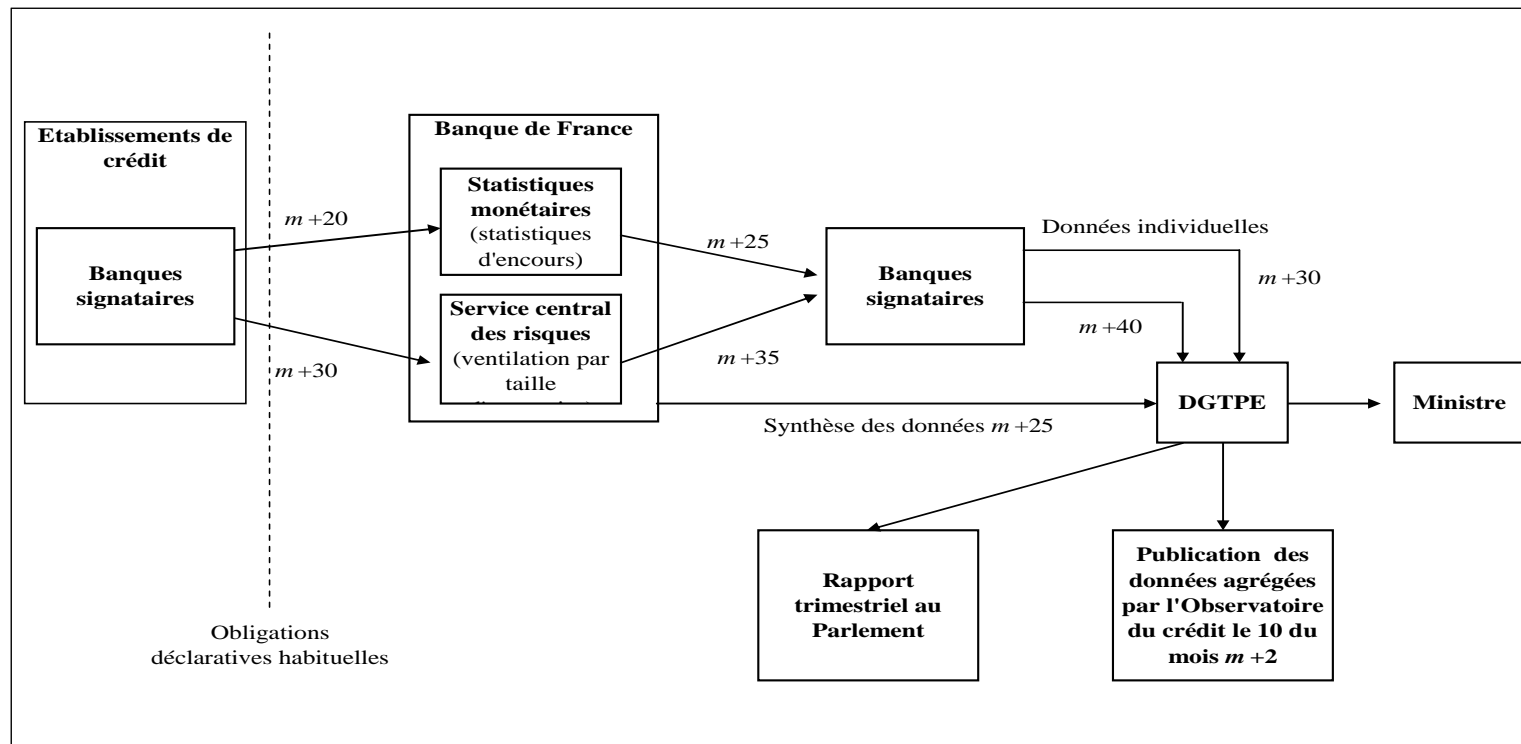 Etablissements de
crédit
Banques
signataires
m +20
m +30
Obligations
déclaratives habituelles
Banque de France
Statistiques
monétaires
(statistiques
d'encours)
Service central
des risques
(ventilation par
taille
m +25
m +35
Banques
signataires
Données individuelles
m +30
m +40
Synthèse des données m +25
DGTPE
Ministre
Rapport
trimestriel au
Parlement
Publication des
données agrégées
par l'Observatoire
du crédit le 10 du
mois m +2